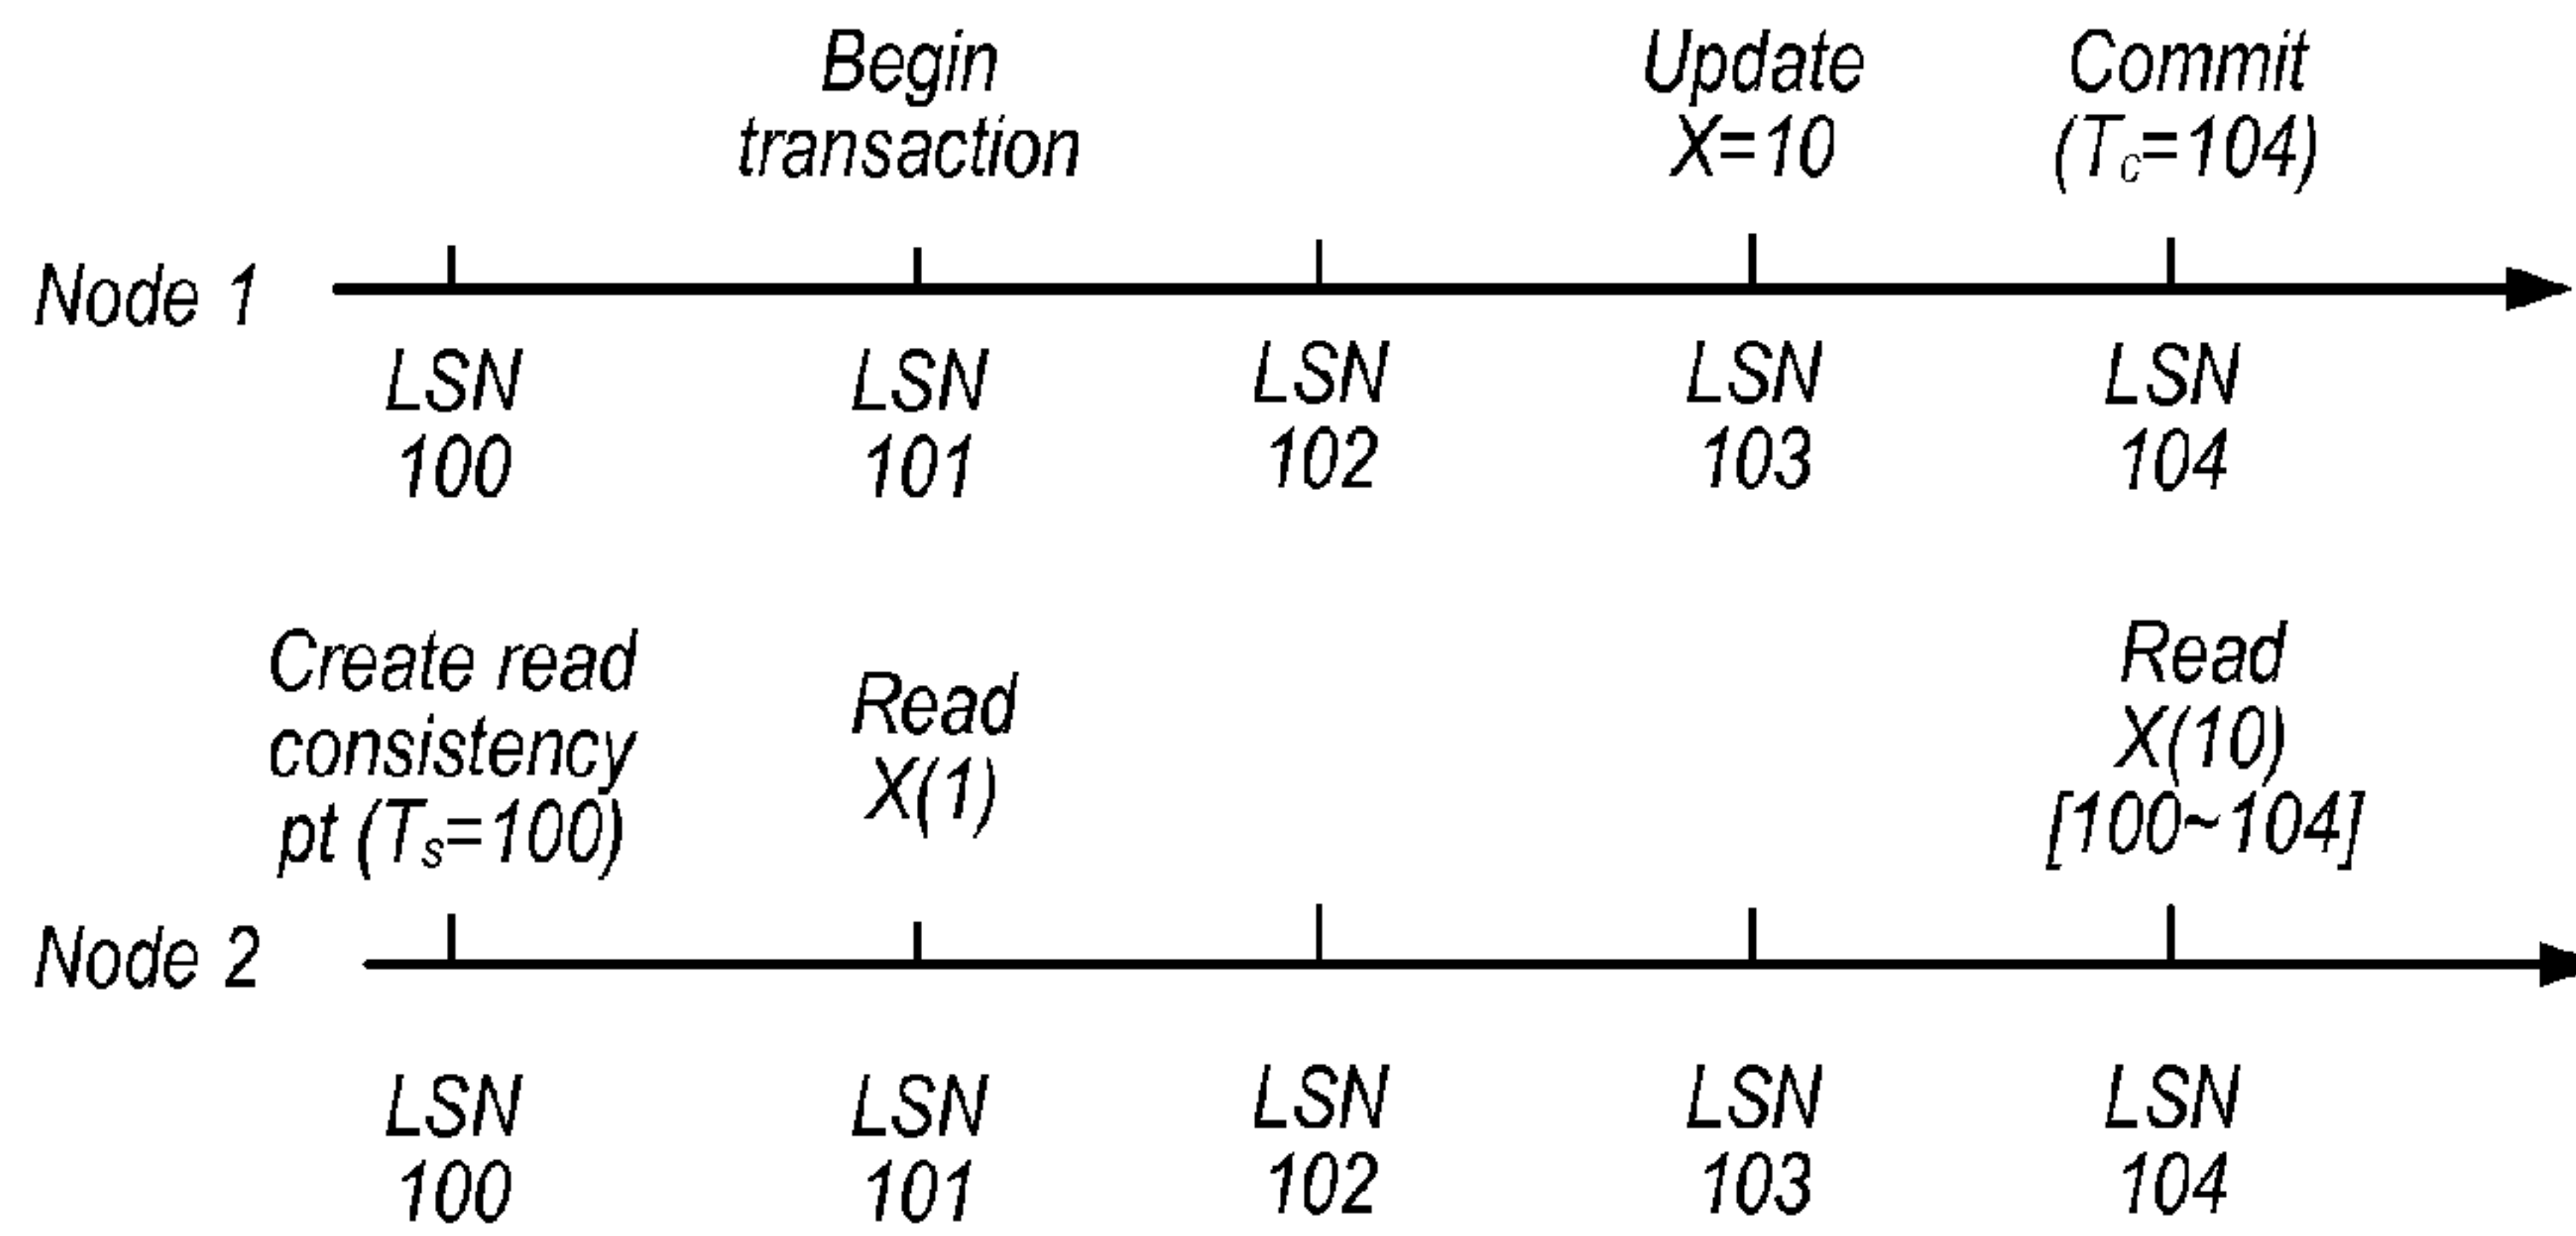 Begin
transaction
Update
X=10
Commit
(Tc=104)
Node 1
LSN
100
LSN
101
LSN
102
LSN
103
LSN
104
Create read
consistency
pt (Ts=100)
Read
X(1)
Read
X(10)
[100~104]
Node 2
LSN
100
LSN
101
LSN
102
LSN
103
LSN
104